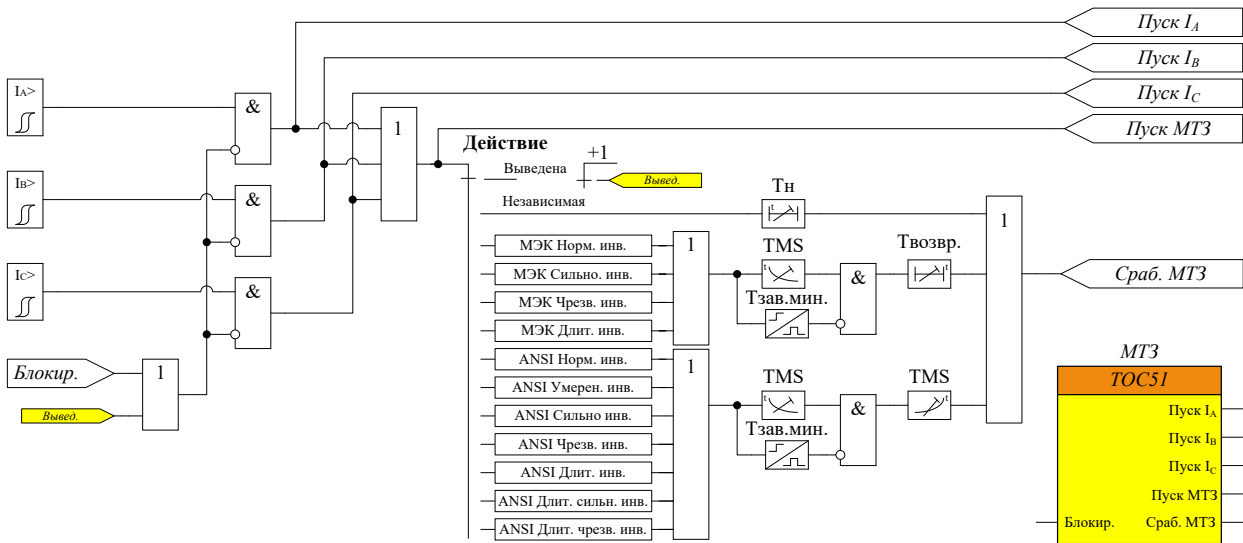 Пуск IA
Пуск IB
Пуск IC
Пуск МТЗ
IA>
&
IB>
&
IC>
&
1
Блокир.
1
Вывед.
Действие
Выведена
+1
Вывед.
Независимая
Tн
МЭК Норм. инв.
МЭК Сильно. инв.
МЭК Чрезв. инв.
МЭК Длит. инв.
1
TMS
t
Tзав.мин.
&
Tвозвр.
t
ANSI Норм. инв.
ANSI Умерен. инв.
ANSI Сильно инв.
ANSI Чрезв. инв.
ANSI Длит. инв.
ANSI Длит. сильн. инв.
ANSI Длит. чрезв. инв.
1
TMS
t
Tзав.мин.
&
TMS
t
1
Сраб. МТЗ
МТЗ
TOC51
Пуск IA
Пуск IB
Пуск IC
Пуск МТЗ
Блокир. Сраб. МТЗ